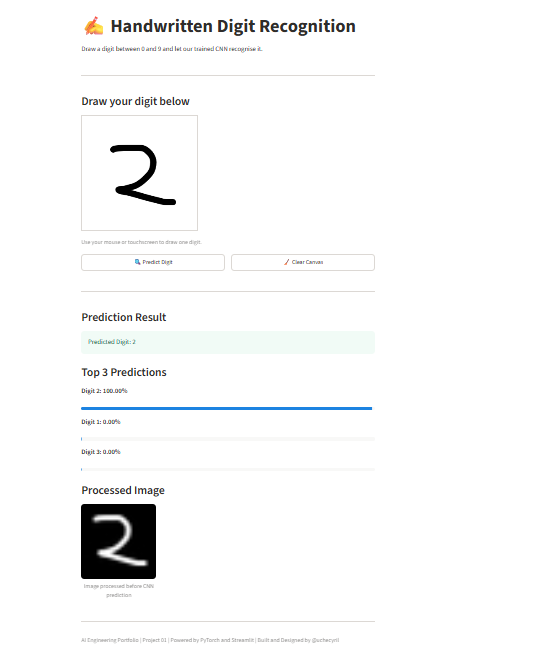 ✍️ Handwritten Digit Recognition
Draw a digit between 0 and 9 and let our trained CNN recognise it.
Draw your digit below
2
Use your mouse or touchscreen to draw one digit.
🔍 Predict Digit
🧹 Clear Canvas
Prediction Result
Predicted Digit: 2
Top 3 Predictions
Digit 2: 100.00%
Digit 1: 0.00%
Digit 3: 0.00%
Processed Image
2
Image processed before CNN
prediction
AI Engineering Portfolio | Project 01 | Powered by PyTorch and Streamlit | Built and Designed by @uchecyril